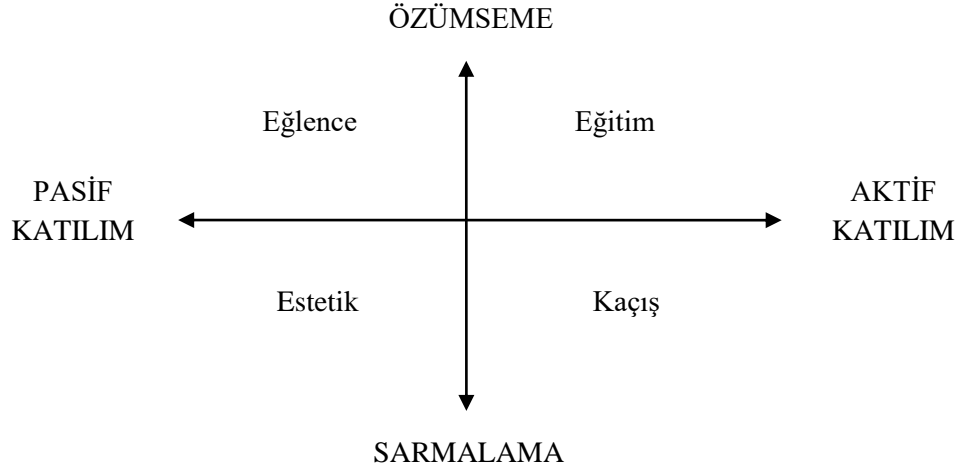 ÖZÜMSEME
Eğlence
Eğitim
PASİF
KATILIM
AKTİF
KATILIM
Estetik
Kaçış
SARMALAMA